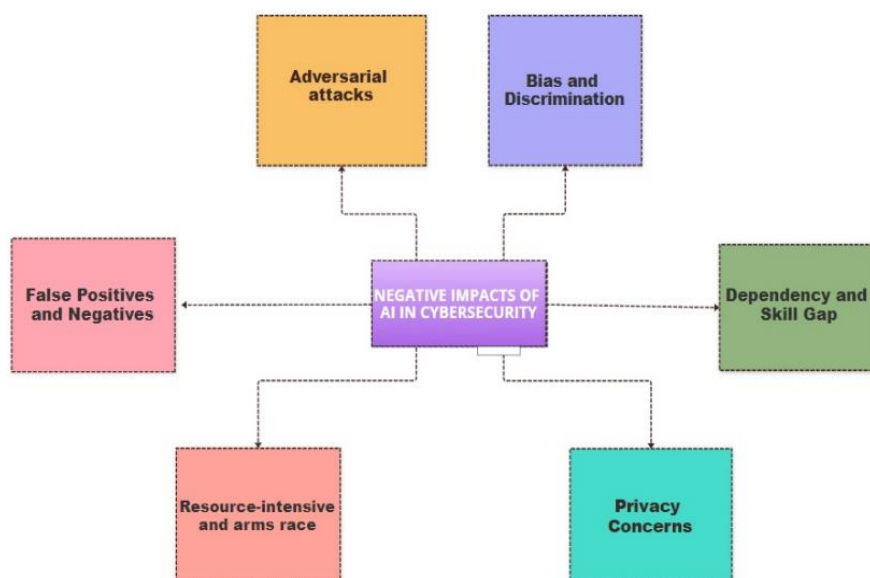 Adversarial
attacks
Bias and
Discrimination
False Positives
and Negatives
NEGATIVE IMPACTS OF
AI IN CYBERSECURITY
Dependency and
Skill Gap
Resource-intensive
and arms race
Privacy
Concerns